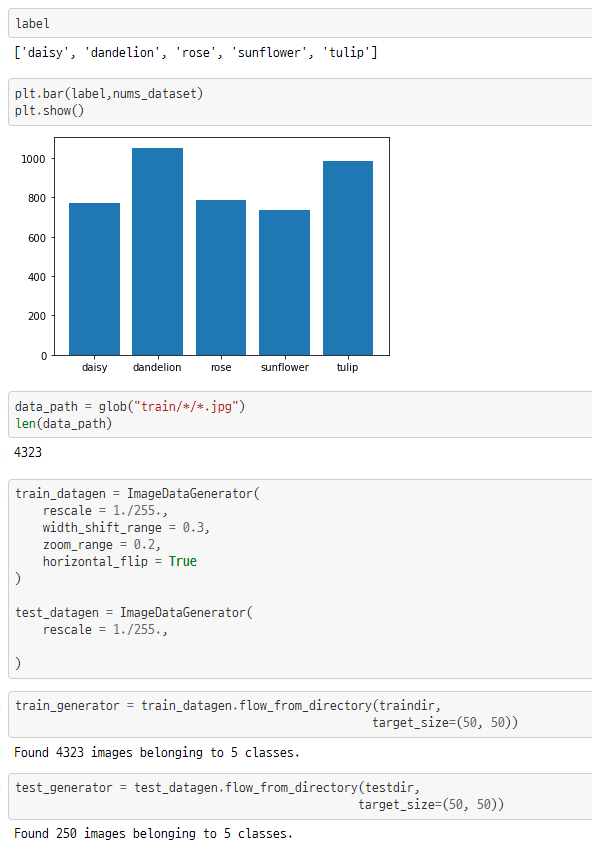 label
['daisy', 'dandelion', 'rose', 'sunflower', 'tulip']
plt.bar(label,nums_dataset)
plt.show()
1000
800
600
400
200
0
daisy dandelion rose sunflower tulip
data_path = glob("train/*/*.jpg")
len(data_path)
4323
train_datagen = ImageDataGenerator(
    rescale = 1./255.,
    width_shift_range = 0.3,
    zoom_range = 0.2,
    horizontal_flip = True
)
test_datagen = ImageDataGenerator(
    rescale = 1./255.,
)
train_generator = train_datagen.flow_from_directory(traindir,
                                                    target_size=(50, 50))
Found 4323 images belonging to 5 classes.
test_generator = test_datagen.flow_from_directory(testdir,
                                                  target_size=(50, 50))
Found 250 images belonging to 5 classes.